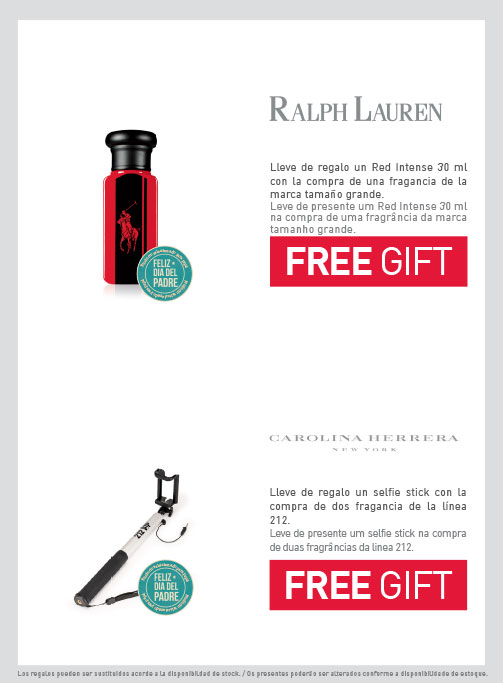 RALPH LAUREN
Lleve de regalo un Red Intense 30 ml
con la compra de una fragancia de la
marca tamaño grande.
Leve de presente um Red Intense 30 ml
na compra de uma fragrância da marca
tamanho grande.
FREE GIFT
FELIZ
DÍA DEL
PADRE
CAROLINA HERRERA
NEW YORK
Lleve de regalo un selfie stick con la
compra de dos fragancia de la línea
212.
Leve de presente um selfie stick na compra
de duas fragrâncias da linea 212.
FREE GIFT
212 VIP
FELIZ
DÍA DEL
PADRE
Los regalos pueden ser sustituidos acorde a la disponibilidad de stock. / Os presentes poderão ser alterados conforme a disponibilidade de estoque.